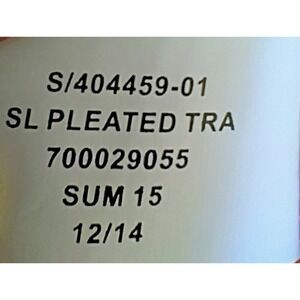 S/404459-01
SL PLEATED TRA
700029055
SUM 15
12/14